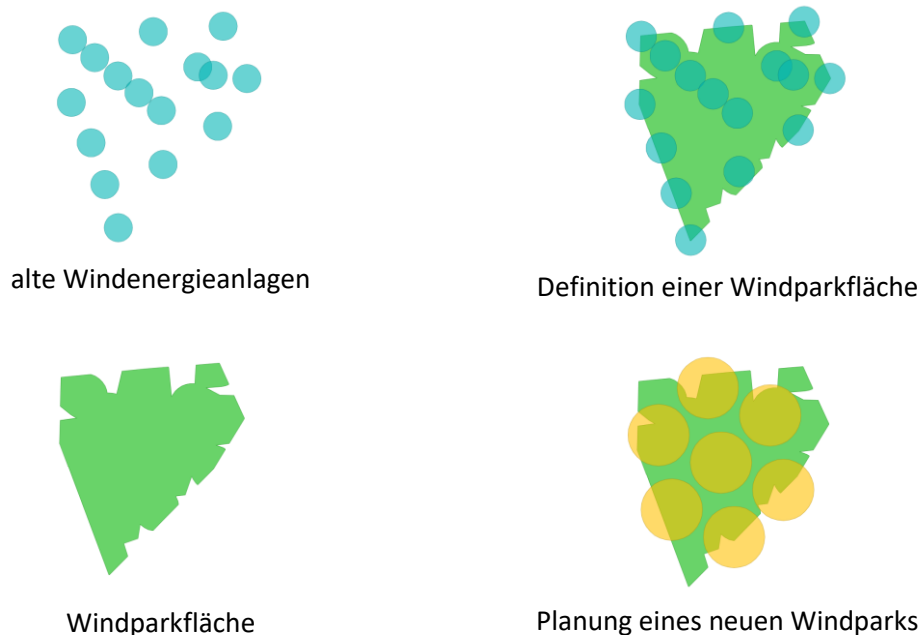 alte Windenergieanlagen
Definition einer Windparkfläche
Windparkfläche
Planung eines neuen Windparks